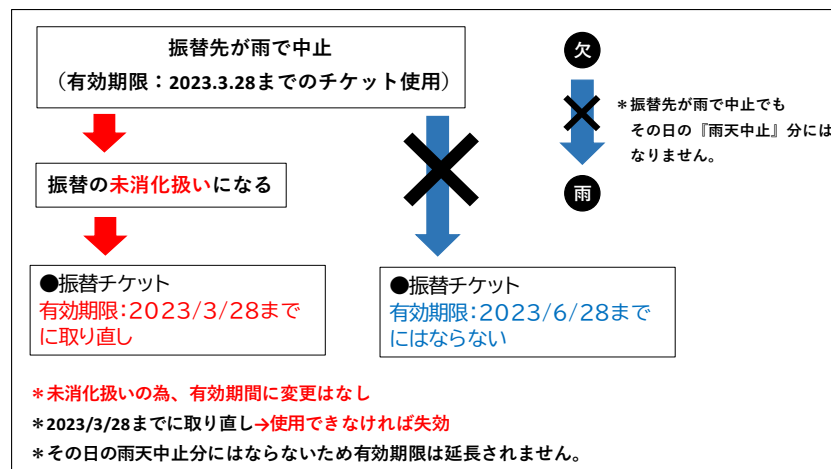 振替先が雨で中止
（有効期限：2023.3.28までのチケット使用）
欠
＊振替先が雨で中止でも
その日の『雨天中止』分には
なりません。
雨
振替の未消化扱いになる
●振替チケット
有効期限：2023/3/28まで
に取り直し
●振替チケット
有効期限：2023/6/28まで
にはならない
＊未消化扱いの為、有効期間に変更はなし
＊2023/3/28までに取り直し→使用できなければ失効
＊その日の雨天中止分にはならないため有効期限は延長されません。